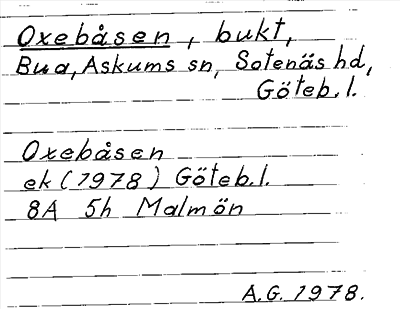 Oxebåsen, bukt,
Bua, Askums sn, Sotenäs hd,
Göteb.l.
Oxebåsen
ek (1978) Göteb.l.
8A 5h Malmön
A.G. 1978.